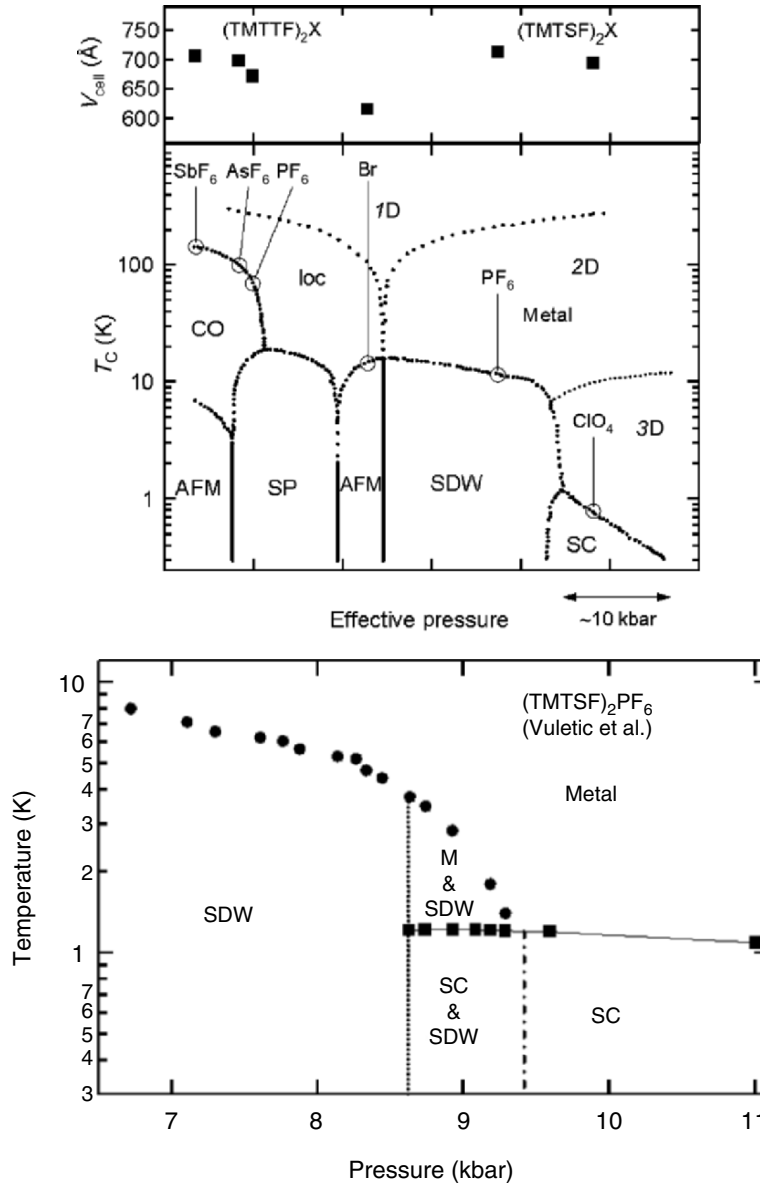 (TMTTF)₂X (TMTSF)₂X
V_cell (Å)
750
700
650
600
SbF₆ AsF₆ PF₆ Br
1D
100
loc
2D
PF₆
Metal
CO
T_C (K)
10
ClO₄
3D
1
AFM SP AFM SDW
SC
Effective pressure
~10 kbar
10
(TMTSF)₂PF₆
(Vuletic et al.)
7
6
5
4
Metal
3
M
&
SDW
2
SDW
Temperature (K)
1
SC
&
SDW
SC
7
6
5
4
3
7 8 9 10 11
Pressure (kbar)